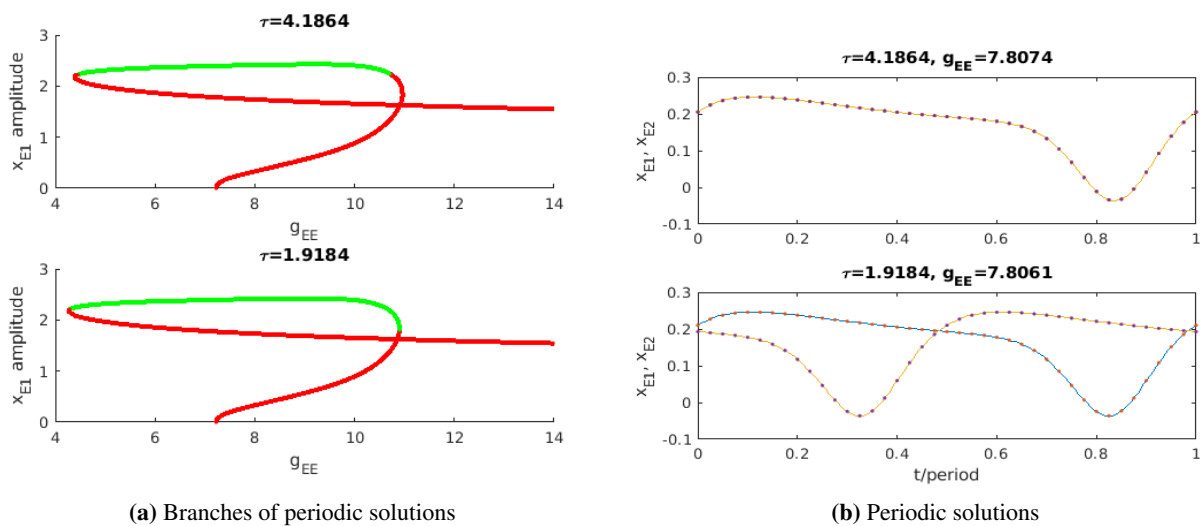 τ=4.1864
3
2
1
0
x_E1 amplitude
4 6 8 10 12 14
g_EE
τ=1.9184
3
2
1
0
x_E1 amplitude
4 6 8 10 12 14
g_EE
(a) Branches of periodic solutions
τ=4.1864, g_EE=7.8074
0.3
0.2
0.1
0
-0.1
x_E1, x_E2
0 0.2 0.4 0.6 0.8 1
τ=1.9184, g_EE=7.8061
0.3
0.2
0.1
0
-0.1
x_E1, x_E2
0 0.2 0.4 0.6 0.8 1
t/period
(b) Periodic solutions